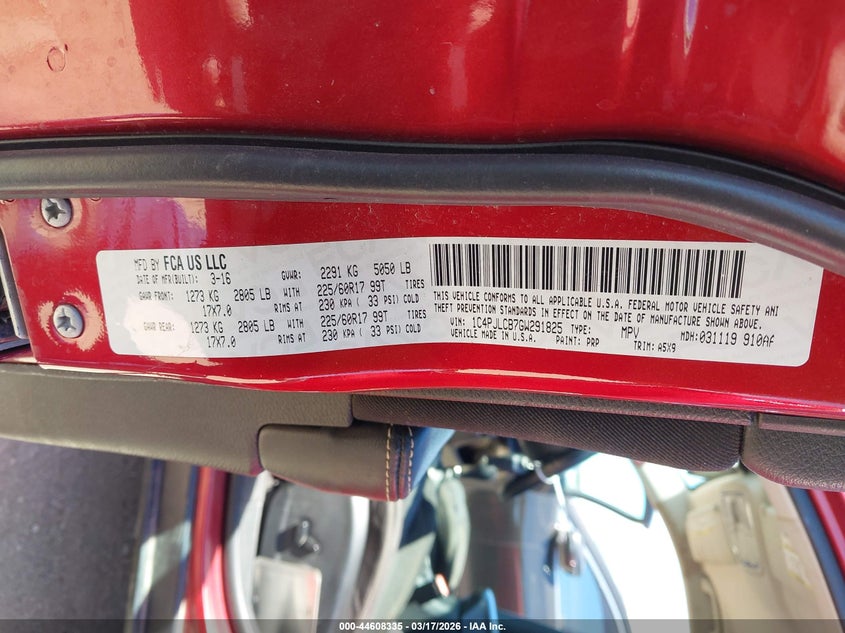 MFD BY FCA US LLC
DATE OF MFR(BUILT): 3-16 GVWR: 2291 KG 5050 LB
GAWR FRONT: 1273 KG 2805 LB WITH 225/60R17 99T TIRES
17X7.0 RIMS AT 230 KPA ( 33 PSI) COLD
GAWR REAR: 1273 KG 2805 LB WITH 225/60R17 99T TIRES
17X7.0 RIMS AT 230 KPA ( 33 PSI) COLD
THIS VEHICLE CONFORMS TO ALL APPLICABLE U.S.A. FEDERAL MOTOR VEHICLE SAFETY AND
THEFT PREVENTION STANDARDS IN EFFECT ON THE DATE OF MANUFACTURE SHOWN ABOVE.
VIN: 1C4PJLCB7GW291825 TYPE: MPV MDH: 031119 910AF
VEHICLE MADE IN U.S.A. PAINT: PRP TRIM: A5X9
000-44608335 - 03/17/2026 - IAA Inc.